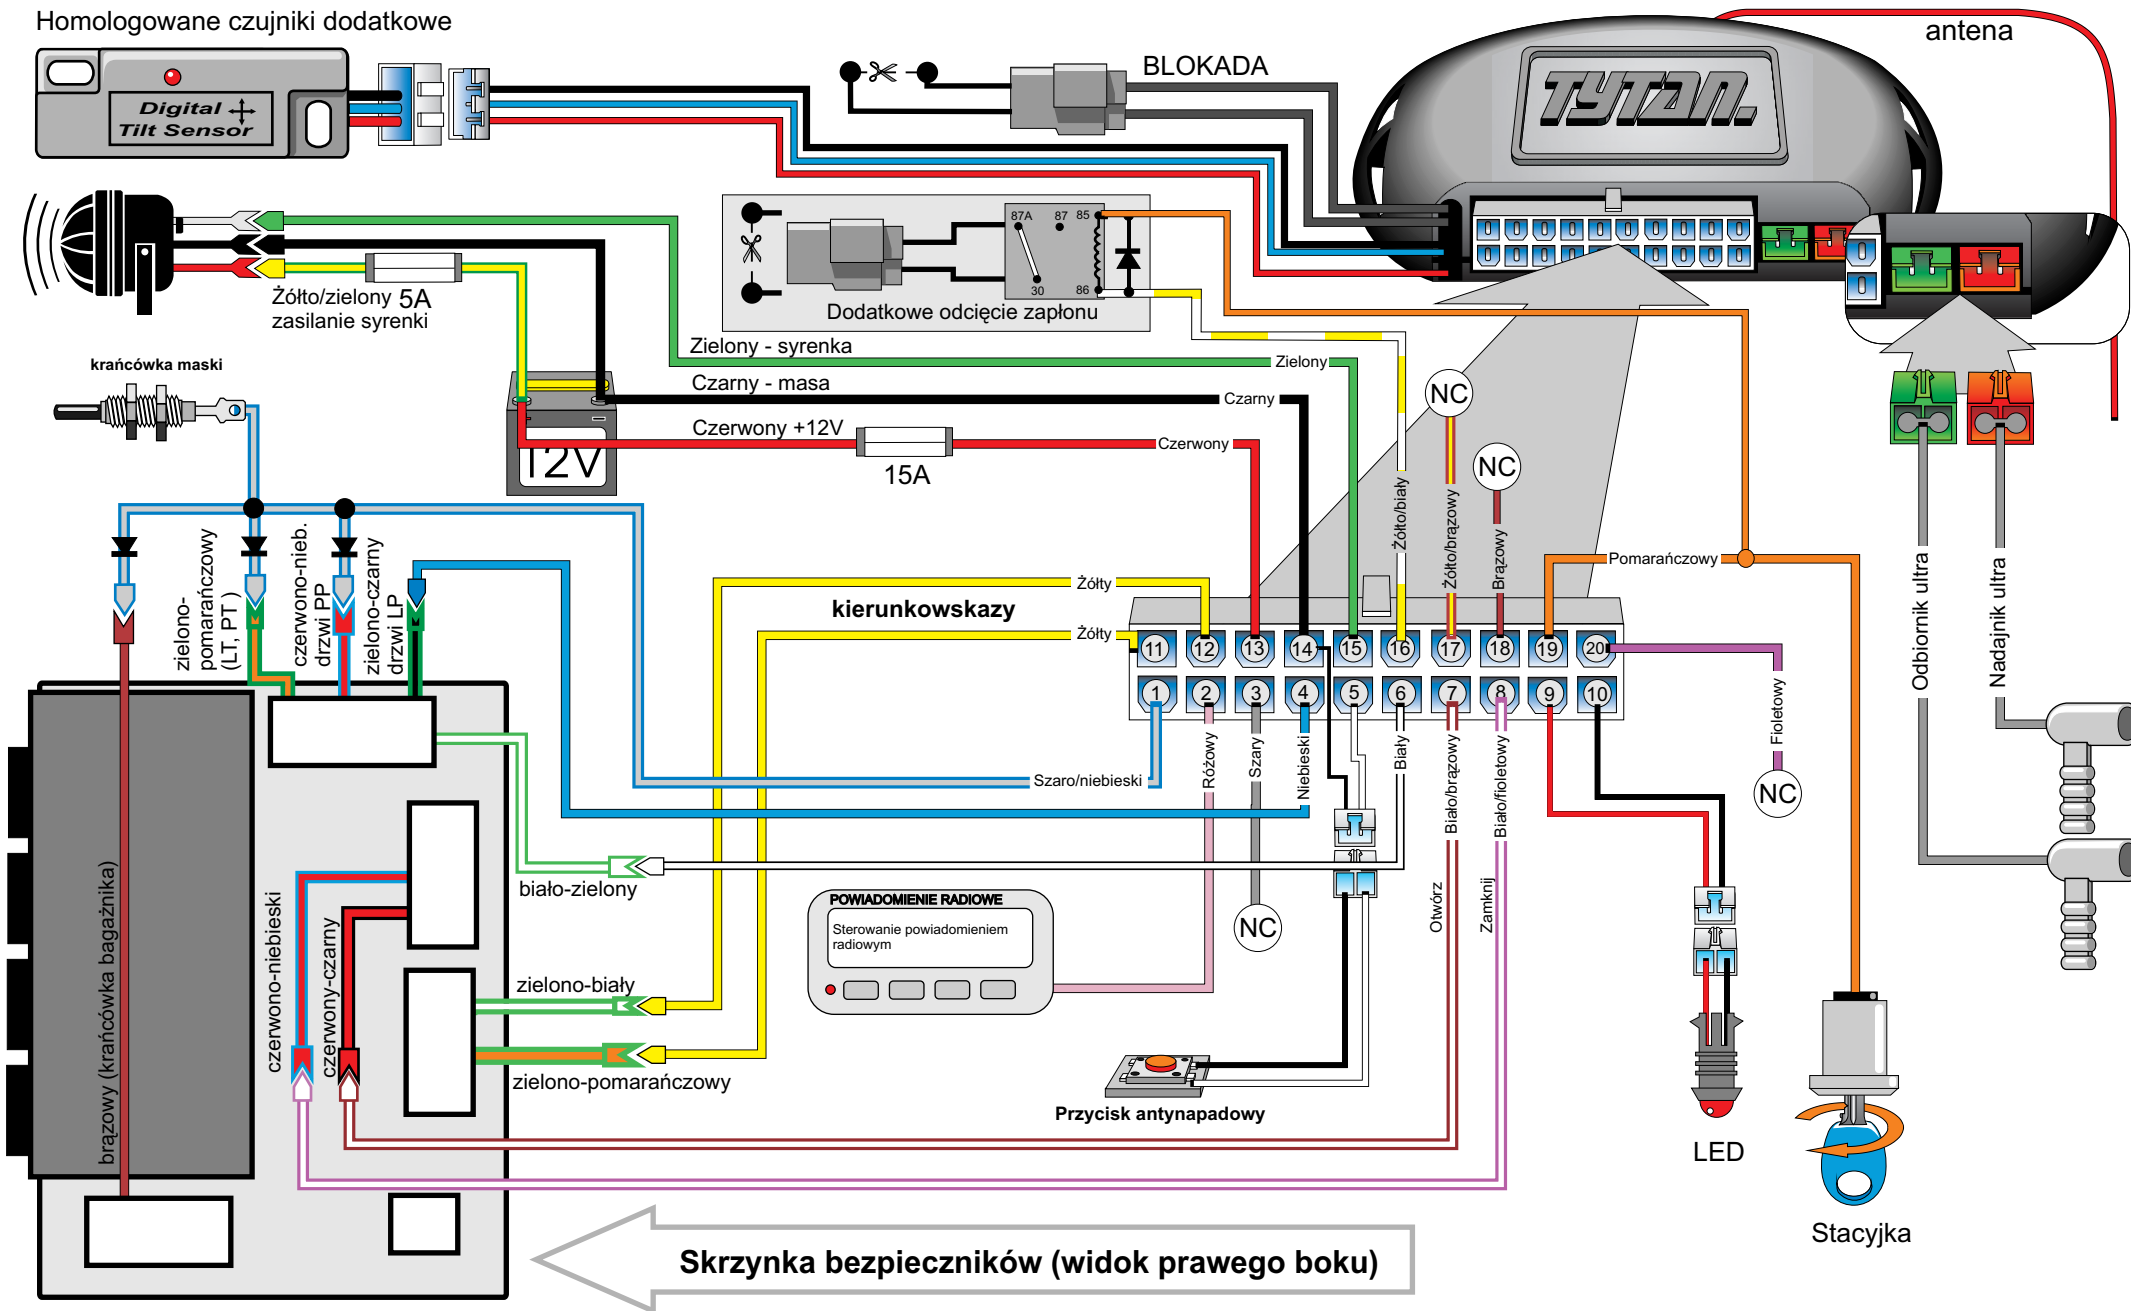 Homologowane czujniki dodatkowe
antena
Digital
Tilt Sensor
BLOKADA
TYTAN.
87A
87
85
30
86
Dodatkowe odcięcie zapłonu
Żółto/zielony 5A
zasilanie syrenki
Zielony - syrenka
Zielony
Czarny - masa
Czarny
Czerwony +12V
Czerwony
15A
12V
krańcówka maski
zielono-
pomarańczowy
(LT, PT )
czerwono-nieb.
drzwi PP
zielono-czarny
drzwi LP
NC
NC
Żółto/biały
Żółto/brązowy
Brązowy
Pomarańczowy
Żółty
kierunkowskazy
Żółty
11
12
13
14
15
16
17
18
19
20
1
2
3
4
5
6
7
8
9
10
Odbiornik ultra
Nadajnik ultra
Szaro/niebieski
Różowy
Szary
Niebieski
Biały
Biało/brązowy
Biało/fioletowy
Fioletowy
NC
Otwórz
Zamknij
NC
biało-zielony
brązowy (krańcówka bagażnika)
czerwono-niebieski
czerwony-czarny
zielono-biały
zielono-pomarańczowy
POWIADOMIENIE RADIOWE
Sterowanie powiadomieniem
radiowym
Przycisk antynapadowy
LED
Stacyjka
Skrzynka bezpieczników (widok prawego boku)